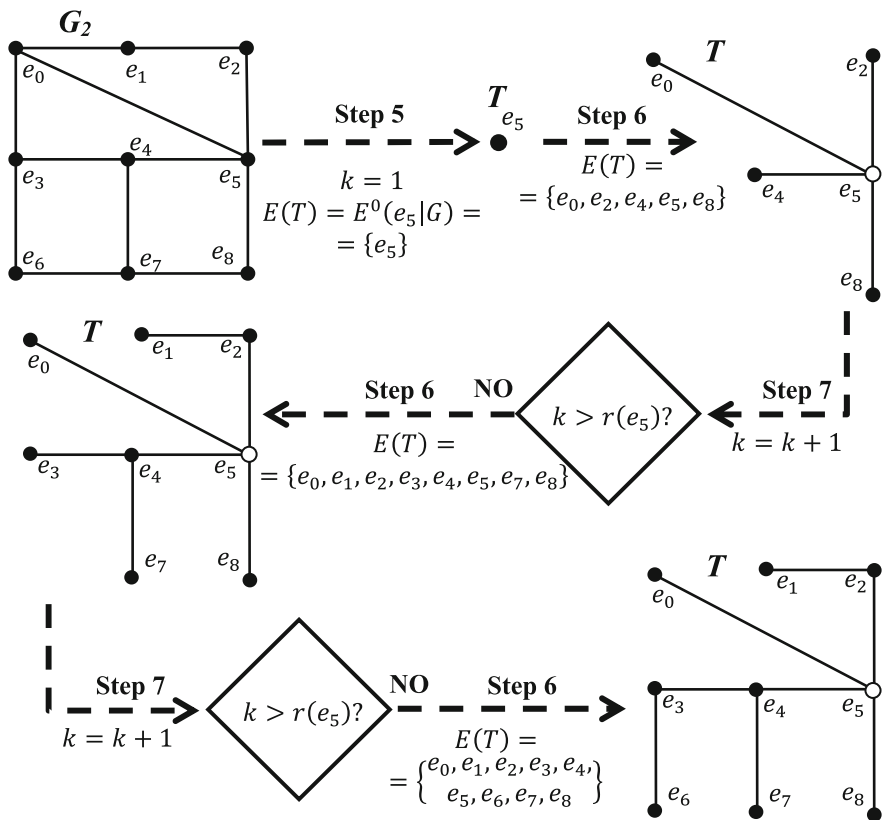 G₂
e₀
e₁
e₂
e₃
e₄
e₅
e₆
e₇
e₈
Step 5
k = 1
E(T) = E⁰(e₅|G) =
= {e₅}
T
e₅
Step 6
E(T) =
= {e₀, e₂, e₄, e₅, e₈}
T
e₀
e₂
e₄
e₅
e₈
Step 7
k = k + 1
k > r(e₅)?
NO
Step 6
E(T) =
= {e₀, e₁, e₂, e₃, e₄, e₅, e₇, e₈}
T
e₀
e₁
e₂
e₃
e₄
e₅
e₇
e₈
Step 7
k = k + 1
k > r(e₅)?
NO
Step 6
E(T) =
= {e₀, e₁, e₂, e₃, e₄,
e₅, e₆, e₇, e₈}
T
e₀
e₁
e₂
e₃
e₄
e₅
e₆
e₇
e₈